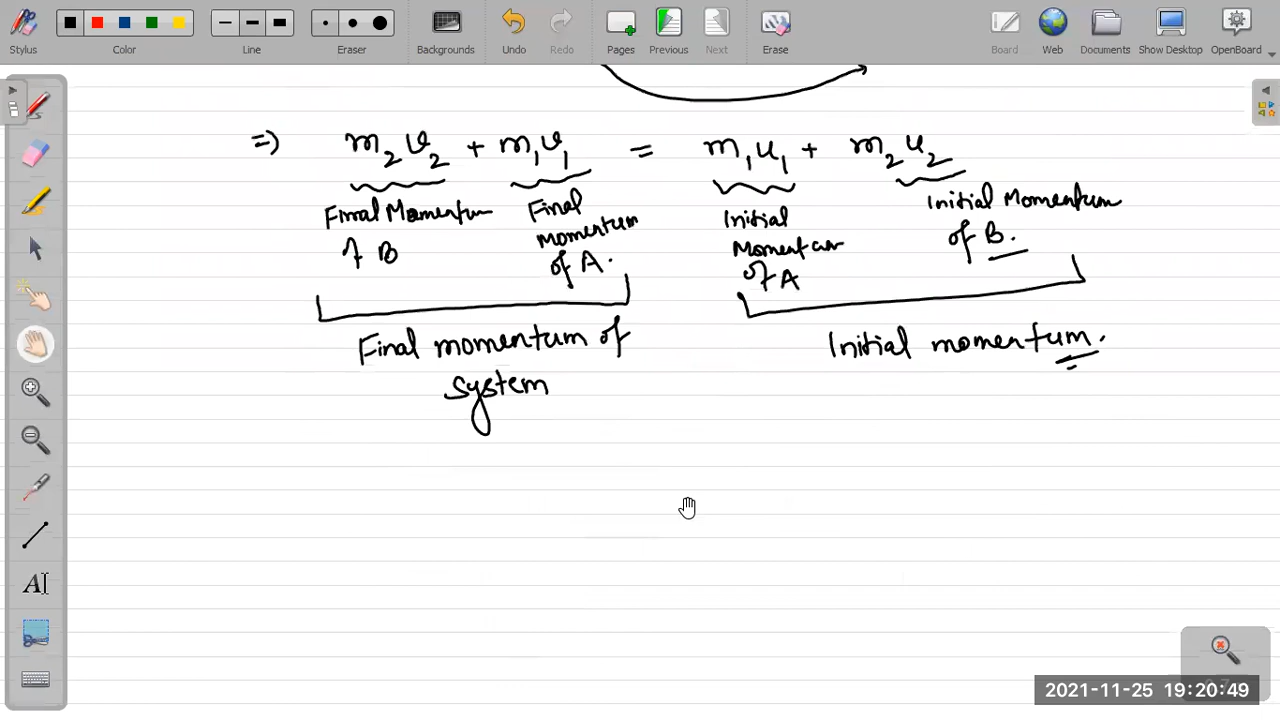 Stylus
Color
Line
Eraser
Backgrounds
Undo
Redo
Pages
Previous
Next
Erase
Board
Web
Documents
Show Desktop
OpenBoard
=) m₂v₂ + m₁v₁ = m₁u₁ + m₂u₂
Final Momentum
of B
Final
Momentum
of A.
Initial
Momentum
of A
Initial Momentum
of B.
Final momentum of
system
Initial momentum.
2021-11-25 19:20:49